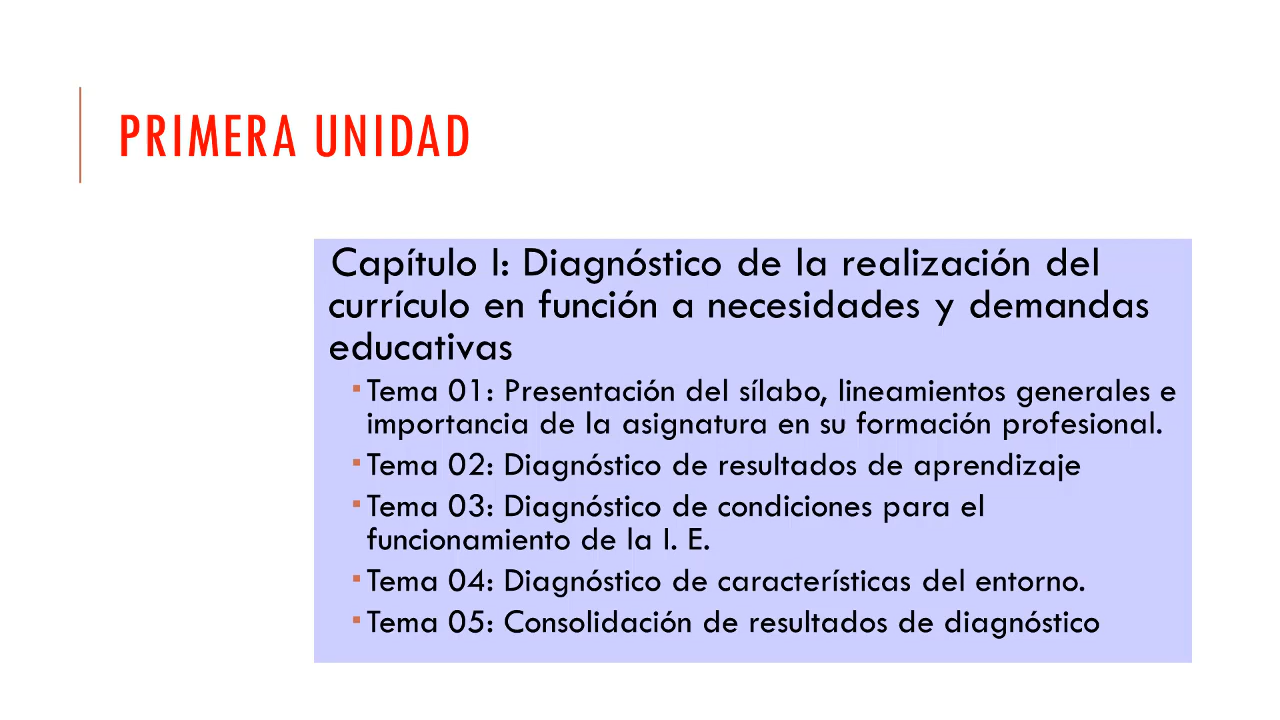 PRIMERA UNIDAD
Capítulo I: Diagnóstico de la realización del
currículo en función a necesidades y demandas
educativas
Tema 01: Presentación del sílabo, lineamientos generales e
importancia de la asignatura en su formación profesional.
Tema 02: Diagnóstico de resultados de aprendizaje
Tema 03: Diagnóstico de condiciones para el
funcionamiento de la I. E.
Tema 04: Diagnóstico de características del entorno.
Tema 05: Consolidación de resultados de diagnóstico